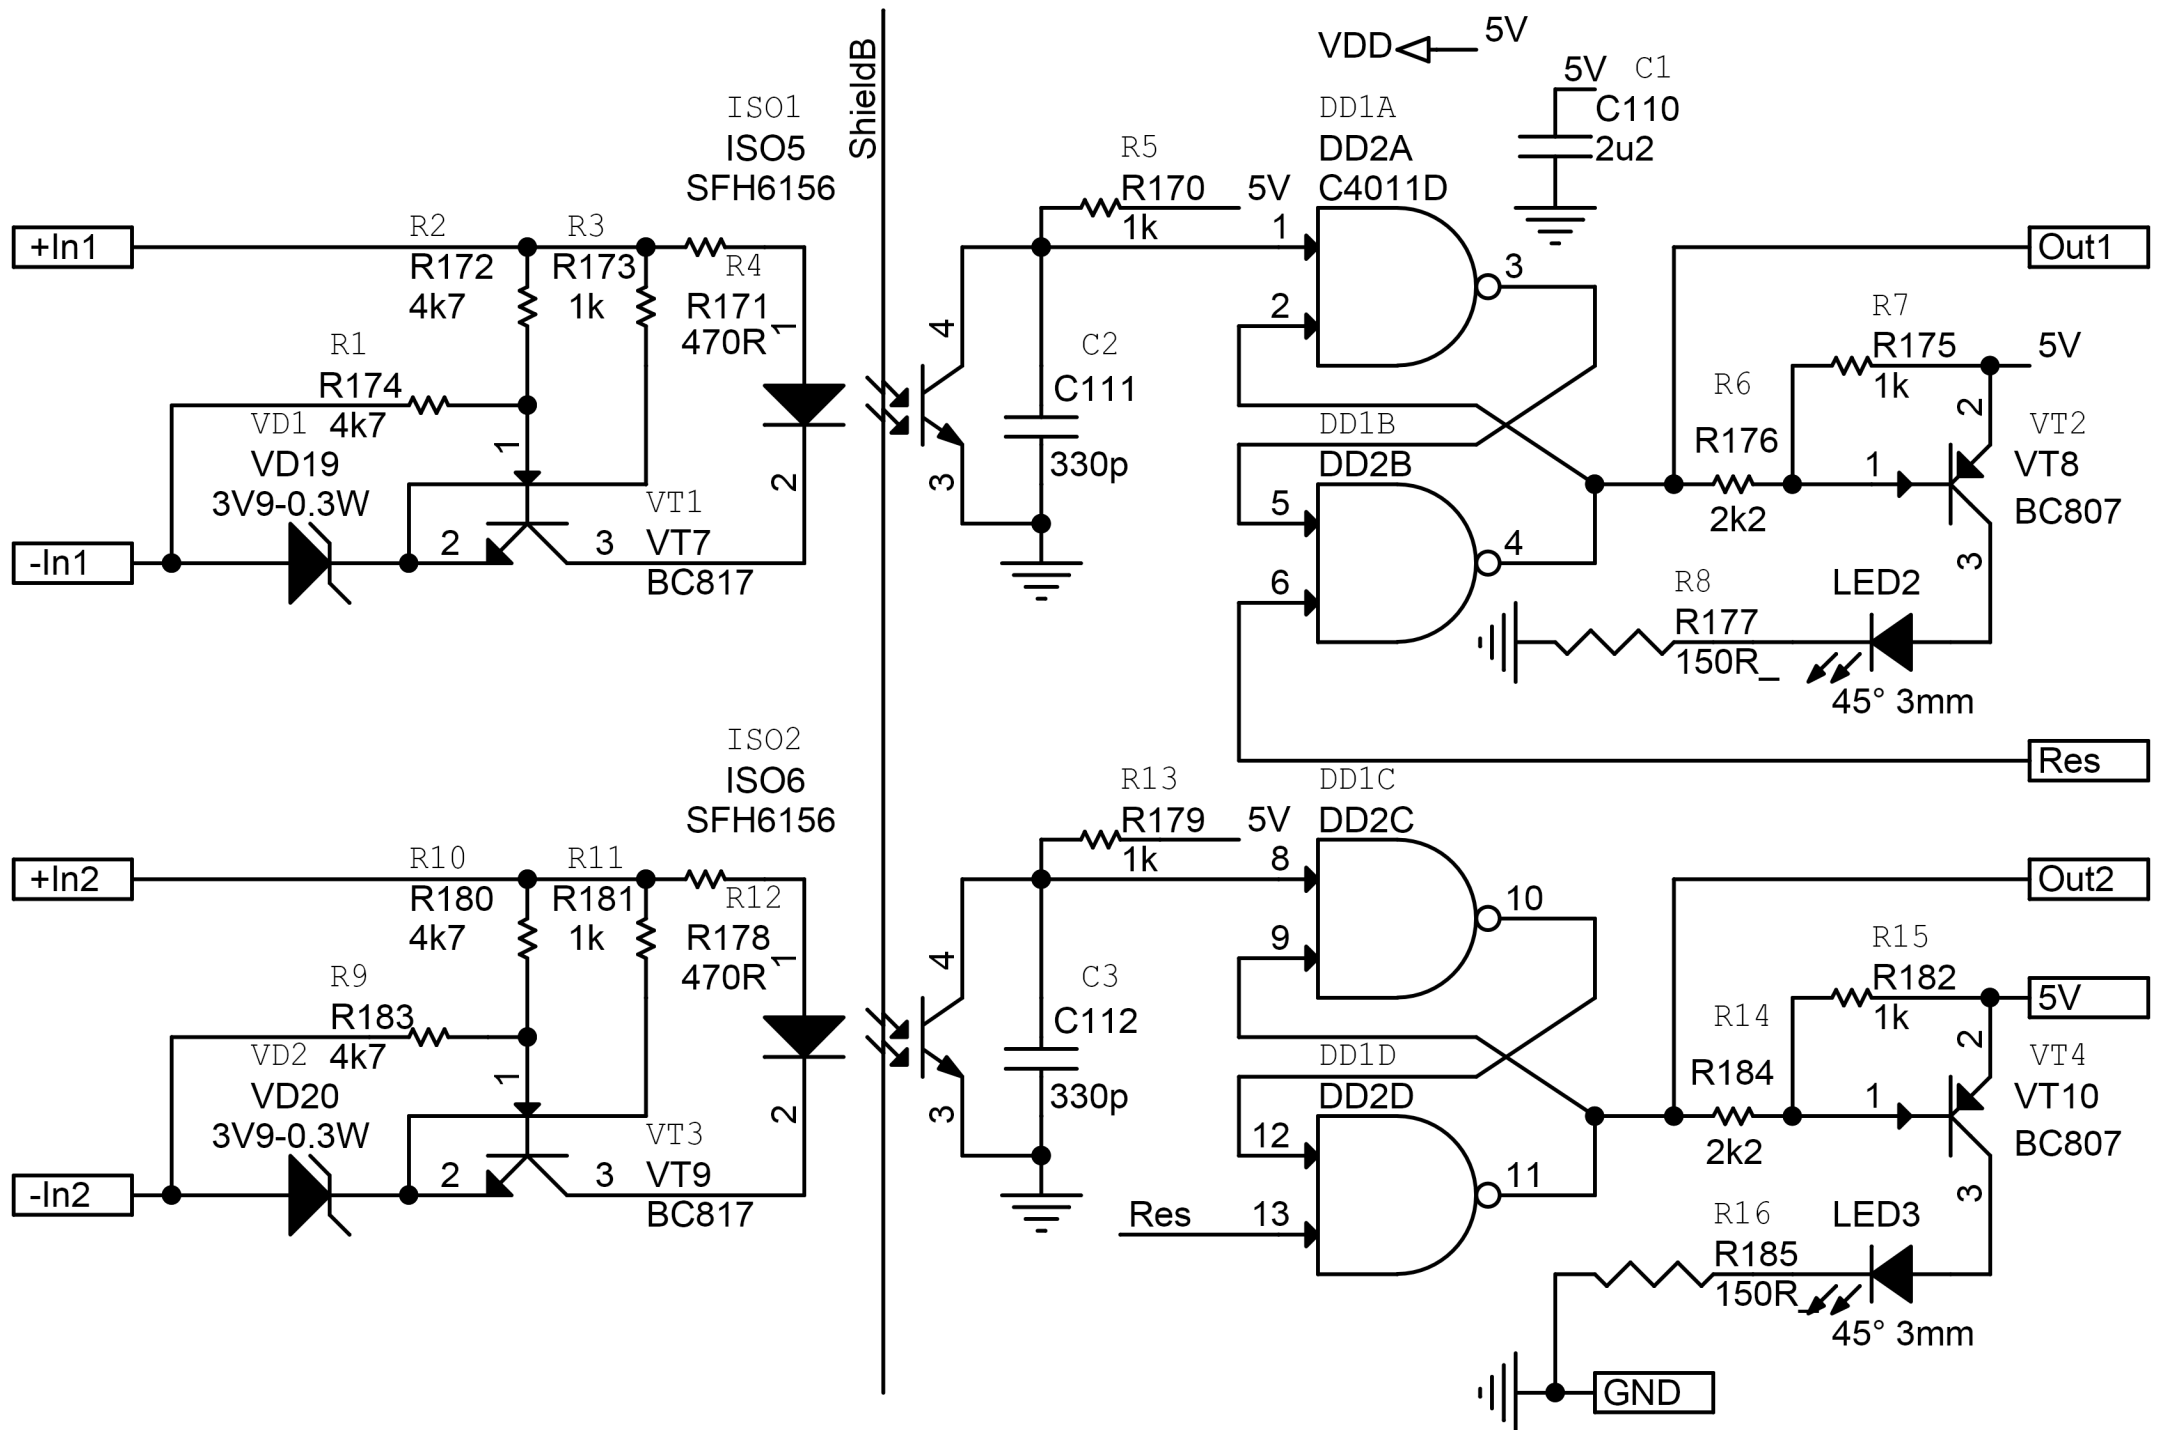 ShieldB
VDD
5V
5V
C1
C110
2u2
ISO1
ISO5
SFH6156
R5
R170
1k
5V
DD1A
DD2A
C4011D
1
2
3
+In1
R2
R172
4k7
R3
R173
1k
R4
R171
470R
1
2
R1
R174
4k7
VD1
VD19
3V9-0.3W
-In1
1
2
3
VT1
VT7
BC817
4
3
C2
C111
330p
DD1B
DD2B
5
6
4
Out1
R7
R175
1k
5V
R6
R176
2k2
1
2
3
VT2
VT8
BC807
R8
R177
150R_
LED2
45° 3mm
Res
ISO2
ISO6
SFH6156
R13
R179
1k
5V
DD1C
DD2C
8
9
10
+In2
R10
R180
4k7
R11
R181
1k
R12
R178
470R
1
2
R9
R183
4k7
VD2
VD20
3V9-0.3W
-In2
1
2
3
VT3
VT9
BC817
4
3
C3
C112
330p
DD1D
DD2D
12
Res
13
11
Out2
R15
R182
1k
5V
R14
R184
2k2
1
2
3
VT4
VT10
BC807
R16
R185
150R_
LED3
45° 3mm
GND